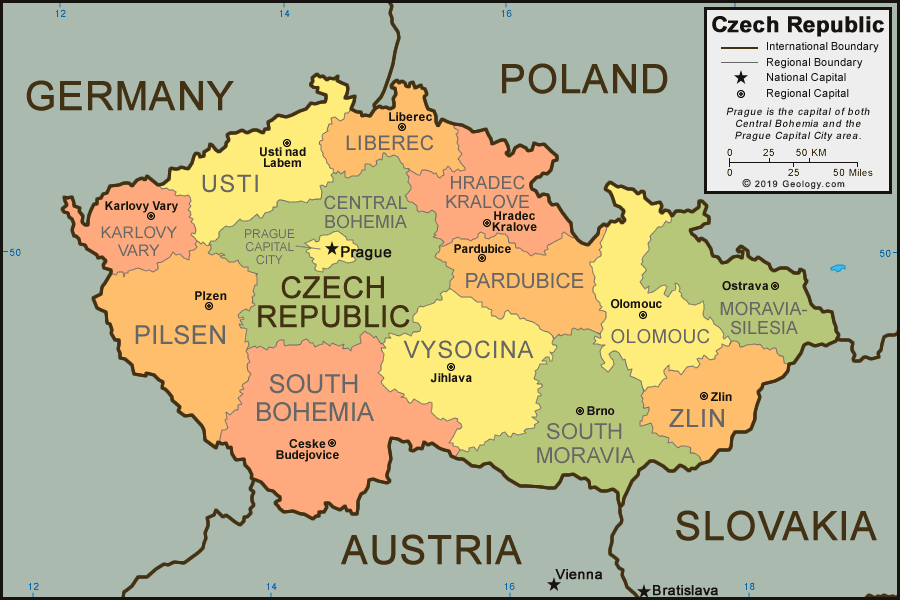 12
14
16
Czech Republic
International Boundary
Regional Boundary
National Capital
Regional Capital
Prague is the capital of both
Central Bohemia and the
Prague Capital City area.
0 25 50 KM
0 25 50 Miles
© 2019 Geology.com
GERMANY
POLAND
Liberec
LIBEREC
Usti nad
Labem
USTI
HRADEC
KRALOVE
Hradec
Kralove
Karlovy Vary
KARLOVY
VARY
CENTRAL
BOHEMIA
PRAGUE
CAPITAL
CITY
Prague
50
50
Pardubice
PARDUBICE
CZECH
REPUBLIC
Plzen
PILSEN
Olomouc
OLOMOUC
Ostrava
MORAVIA-
SILESIA
VYSOCINA
Jihlava
SOUTH
BOHEMIA
Ceske
Budejovice
Brno
SOUTH
MORAVIA
Zlin
ZLIN
AUSTRIA
SLOVAKIA
Vienna
Bratislava
12
14
16
18